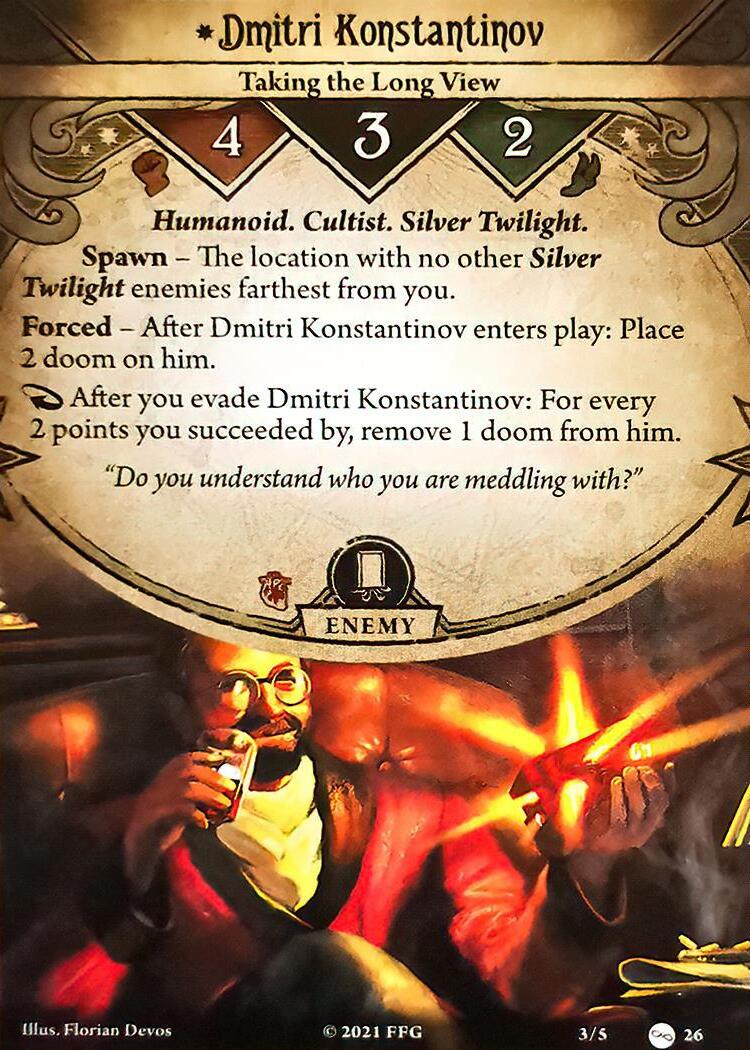 Dmitri Konstantinov
Taking the Long View
4 3 2
Humanoid. Cultist. Silver Twilight.
Spawn – The location with no other Silver
Twilight enemies farthest from you.
Forced – After Dmitri Konstantinov enters play: Place
2 doom on him.
After you evade Dmitri Konstantinov: For every
2 points you succeeded by, remove 1 doom from him.
“Do you understand who you are meddling with?”
ENEMY
Illus. Florian Devos © 2021 FFG 3/5 26